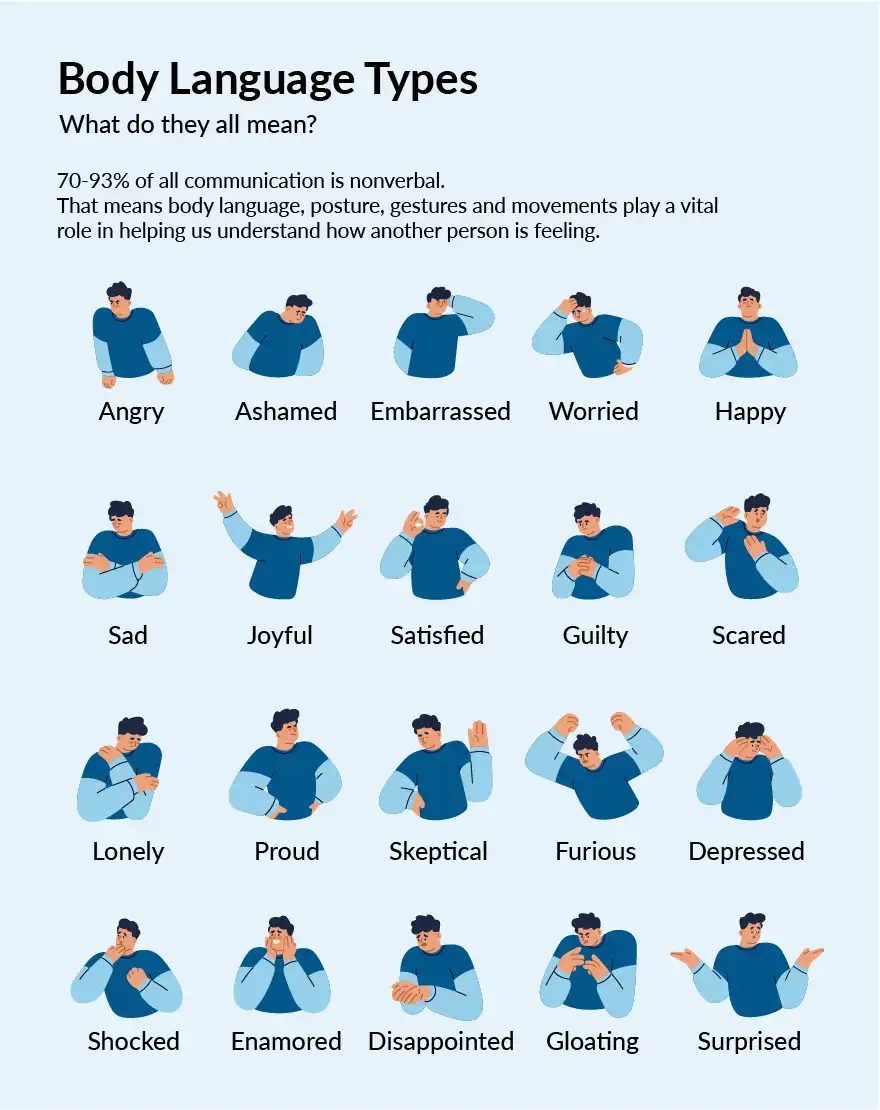 Body Language Types
What do they all mean?
70-93% of all communication is nonverbal.
That means body language, posture, gestures and movements play a vital
role in helping us understand how another person is feeling.
Angry Ashamed Embarrassed Worried Happy
Sad Joyful Satisfied Guilty Scared
Lonely Proud Skeptical Furious Depressed
Shocked Enamored Disappointed Gloating Surprised